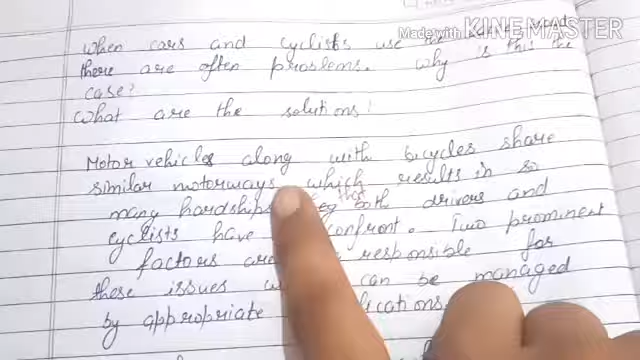 Made with KINEMASTER
when cars and cyclists use the
there are often problems. why is this the
case?
what are the solutions?
Motor vehicles along with bicycles share
similar motorways which results in so
many hardships both drivers and
cyclists have confront. Two prominent
factors are responsible for
these issues can be managed
by appropriate